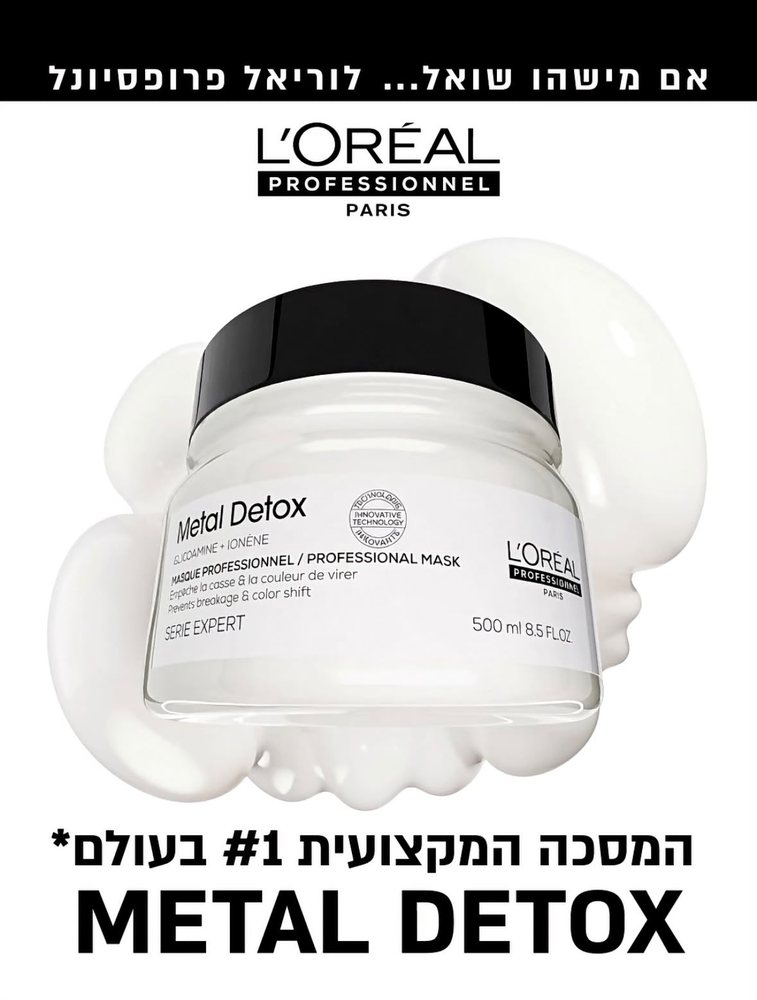 אם מישהו שואל... לוריאל פרופסיונל
L'ORÉAL
PROFESSIONNEL
PARIS
Metal Detox
GLICOAMINE + IONÈNE
MASQUE PROFESSIONNEL / PROFESSIONAL MASK
Empêche la casse & la couleur de virer
Prevents breakage & color shift
SERIE EXPERT
INNOVATIVE
TECHNOLOGY
L'ORÉAL
PROFESSIONNEL
PARIS
500 ml 8.5 FL.OZ.
המסכה המקצועית 1# בעולם*
METAL DETOX